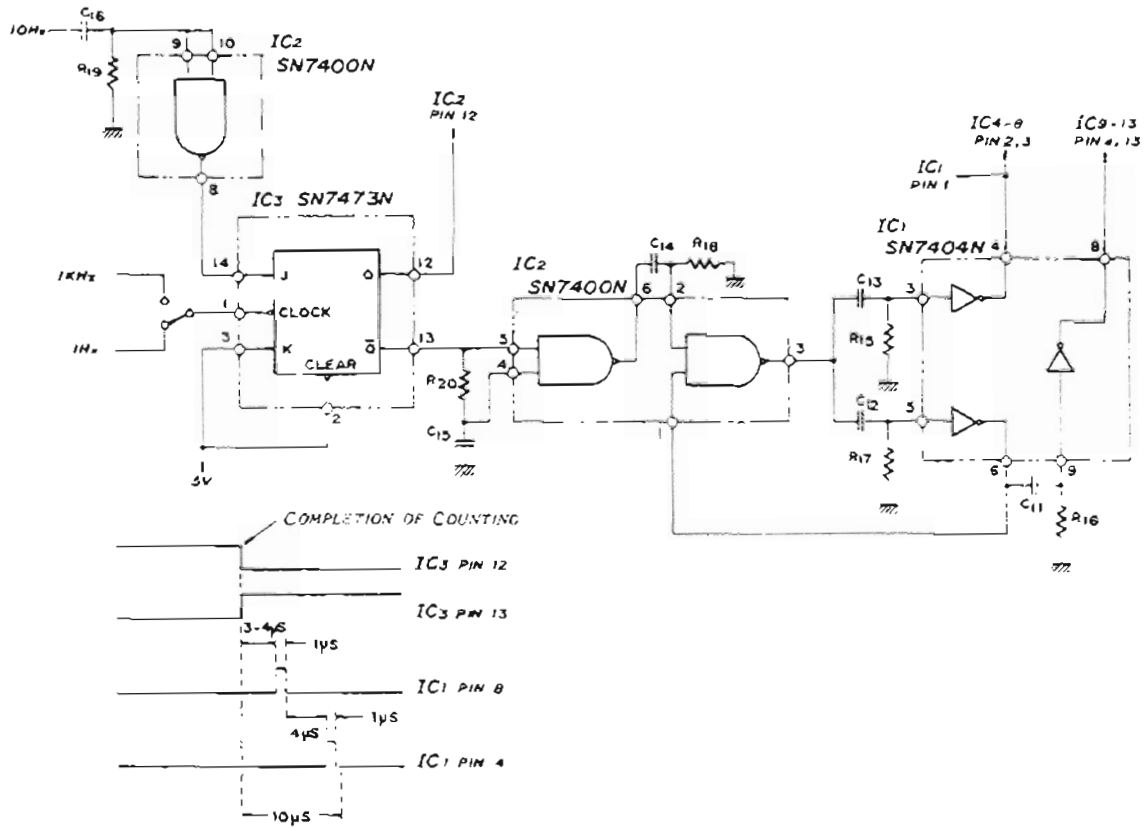 10Hz
C16
9
10
IC2
SN7400N
R19
8
IC2
PIN 12
IC4-8
PIN 2,3
IC9-13
PIN 4,13
IC1
PIN 1
IC3 SN7473N
IC1
SN7404N
4
8
14
J
Q
12
C14
R18
1KHz
IC2
SN7400N
6
2
C13
3
1
CLOCK
1Hz
3
K
Q
13
5
3
R15
CLEAR
R20
4
C12
5
2
C15
1
R17
6
9
5V
C11
R16
COMPLETION OF COUNTING
IC3 PIN 12
IC3 PIN 13
3-4μS
1μS
IC1 PIN 8
4μS
1μS
IC1 PIN 4
10μS